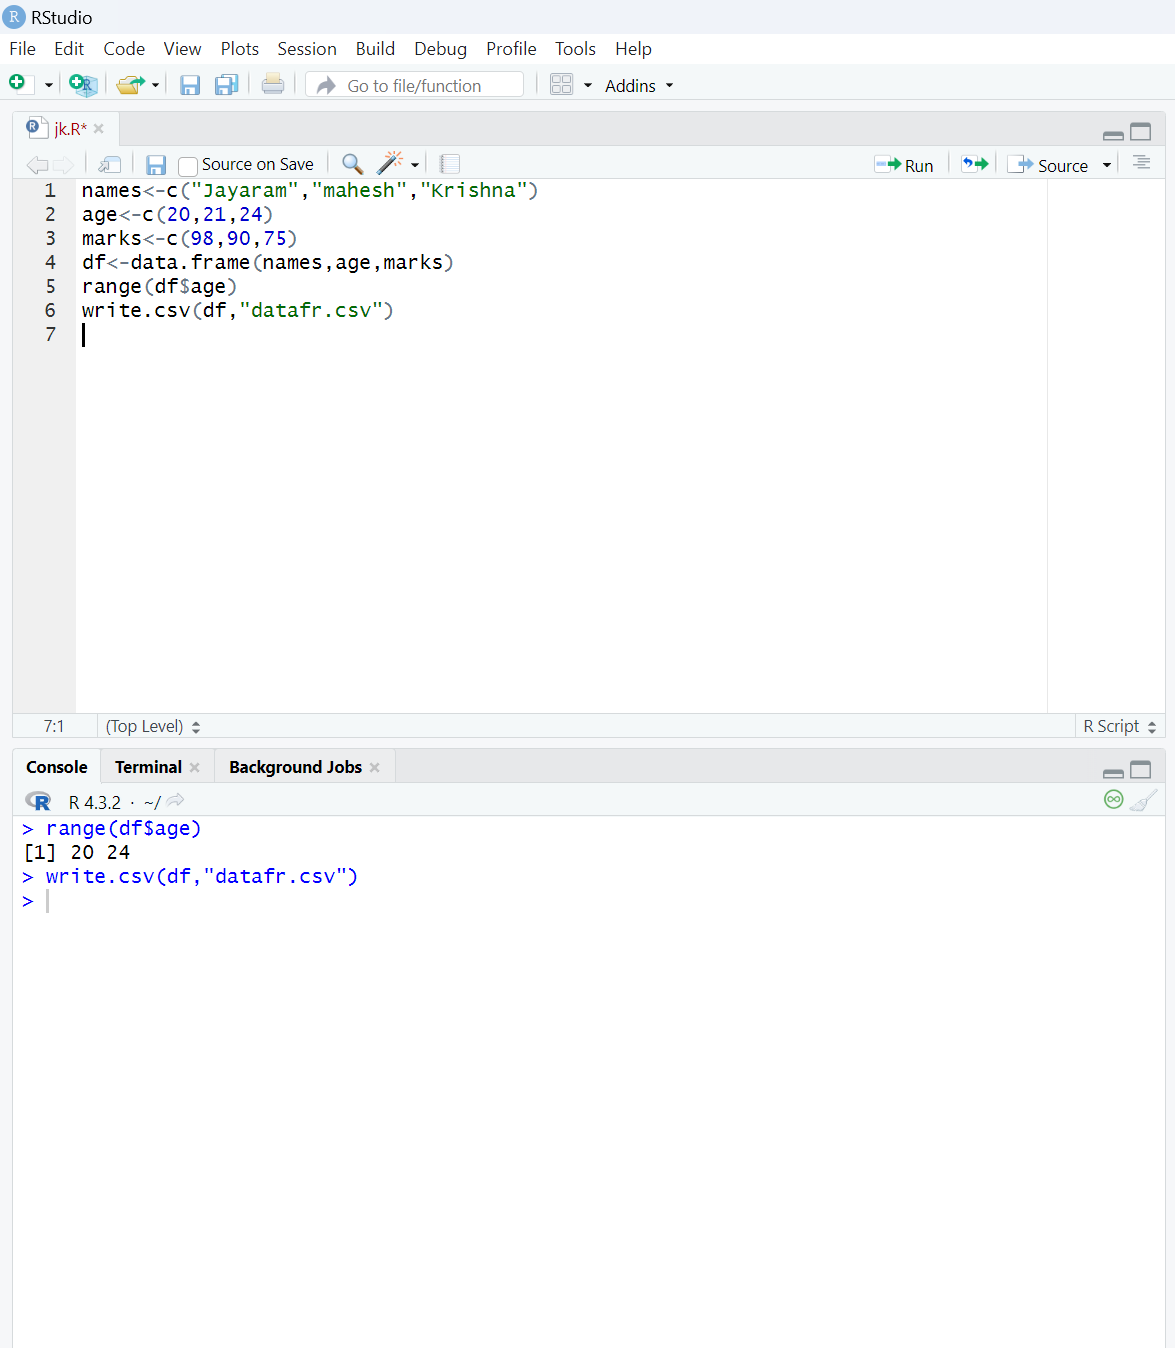 R RStudio
File Edit Code View Plots Session Build Debug Profile Tools Help
R Go to file/function Addins
R jk.R*
Source on Save Run Source
1 names<-c("Jayaram","mahesh","Krishna")
2 age<-c(20,21,24)
3 marks<-c(98,90,75)
4 df<-data.frame(names,age,marks)
5 range(df$age)
6 write.csv(df,"datafr.csv")
7
7:1 (Top Level) R Script
Console Terminal Background Jobs
R R 4.3.2 · ~/
> range(df$age)
[1] 20 24
> write.csv(df,"datafr.csv")
>